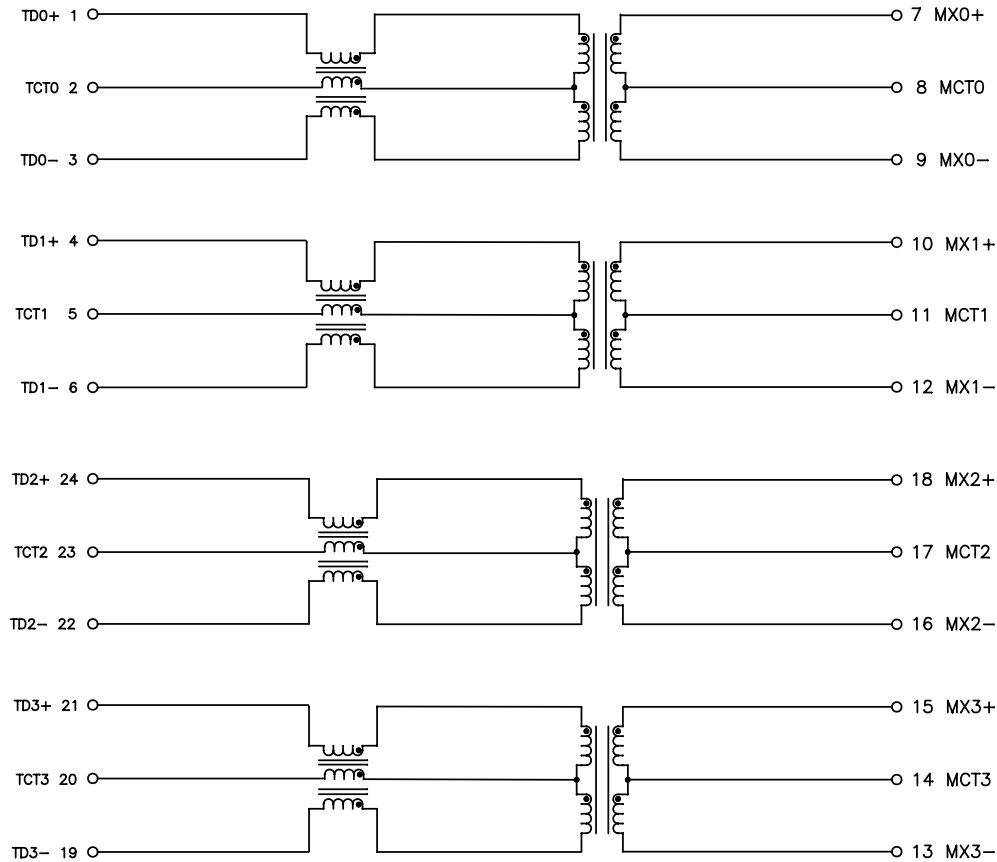 TD0+ 1 7 MX0+
TCT0 2 8 MCT0
TD0- 3 9 MX0-
TD1+ 4 10 MX1+
TCT1 5 11 MCT1
TD1- 6 12 MX1-
TD2+ 24 18 MX2+
TCT2 23 17 MCT2
TD2- 22 16 MX2-
TD3+ 21 15 MX3+
TCT3 20 14 MCT3
TD3- 19 13 MX3-